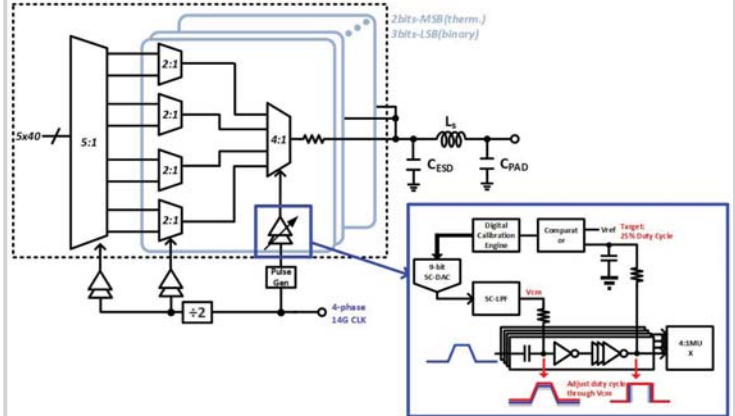 2bits-MSB(therm.)
3bits-LSB(binary)
5x40
5:1
2:1
2:1
2:1
2:1
4:1
Ls
CESD
CPAD
Pulse
Gen
÷2
4-phase
14G CLK
Digital
Calibration
Engine
Comparat
or
Vref
Target:
25% Duty Cycle
9-bit
SC-DAC
SC-LPF
Vcm
4:1MU
X
Adjust duty cycle
through Vcm